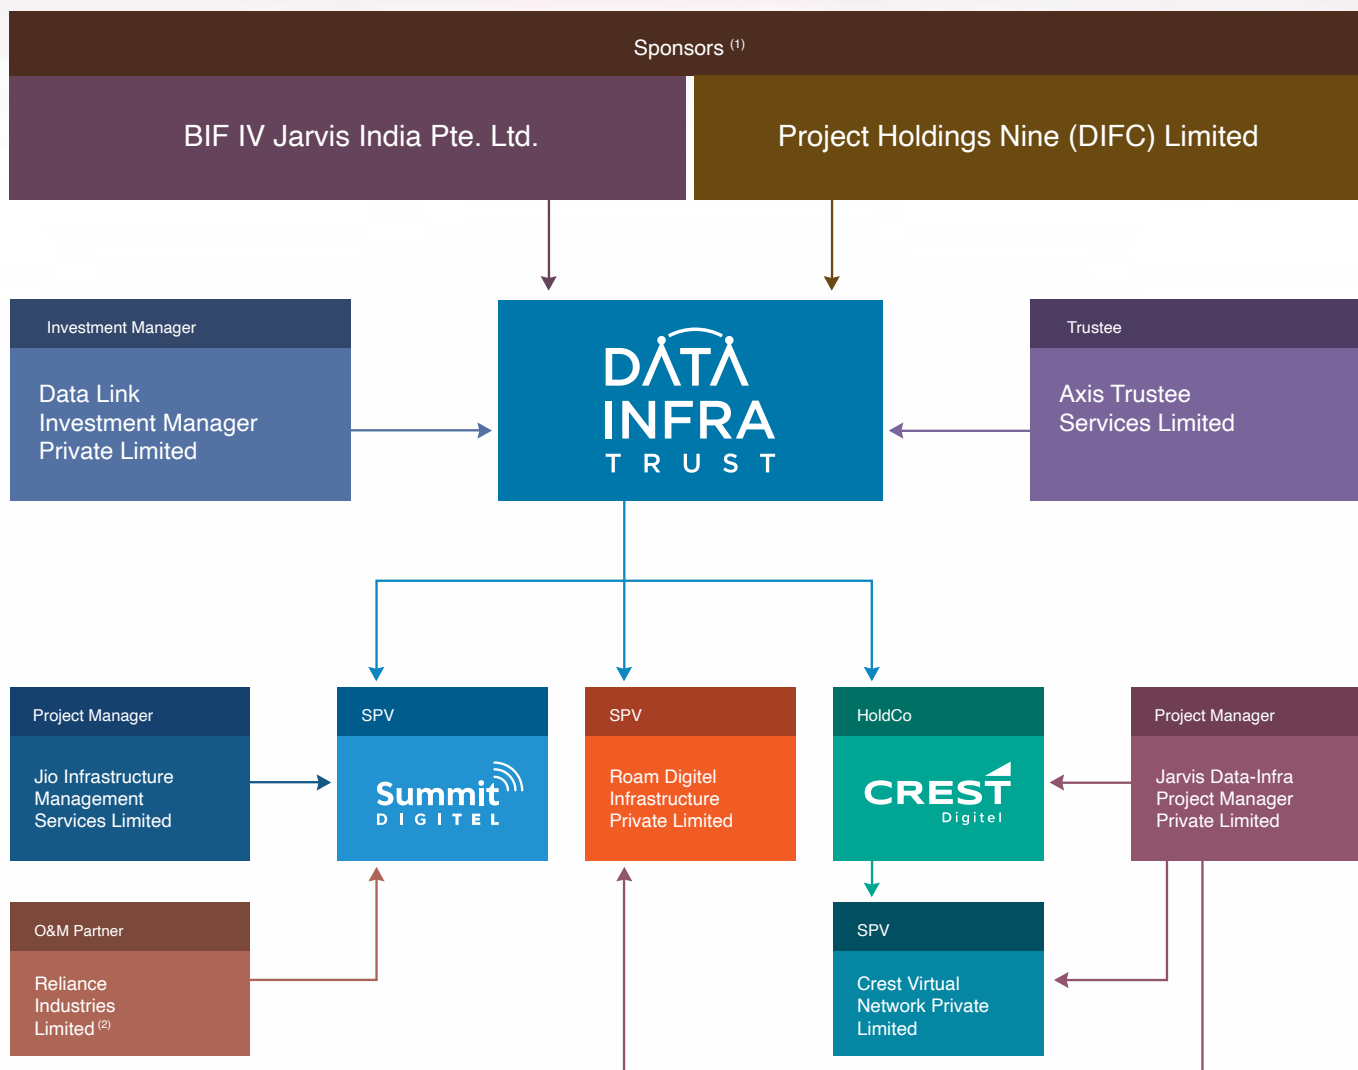 Sponsors (1)
BIF IV Jarvis India Pte. Ltd.
Project Holdings Nine (DIFC) Limited
Investment Manager
Data Link
Investment Manager
Private Limited
DATA
INFRA
TRUST
Trustee
Axis Trustee
Services Limited
Project Manager
Jio Infrastructure
Management
Services Limited
SPV
Summit
DIGITEL
SPV
Roam Digitel
Infrastructure
Private Limited
HoldCo
CREST
Digitel
Project Manager
Jarvis Data-Infra
Project Manager
Private Limited
O&M Partner
Reliance
Industries
Limited (2)
SPV
Crest Virtual
Network Private
Limited